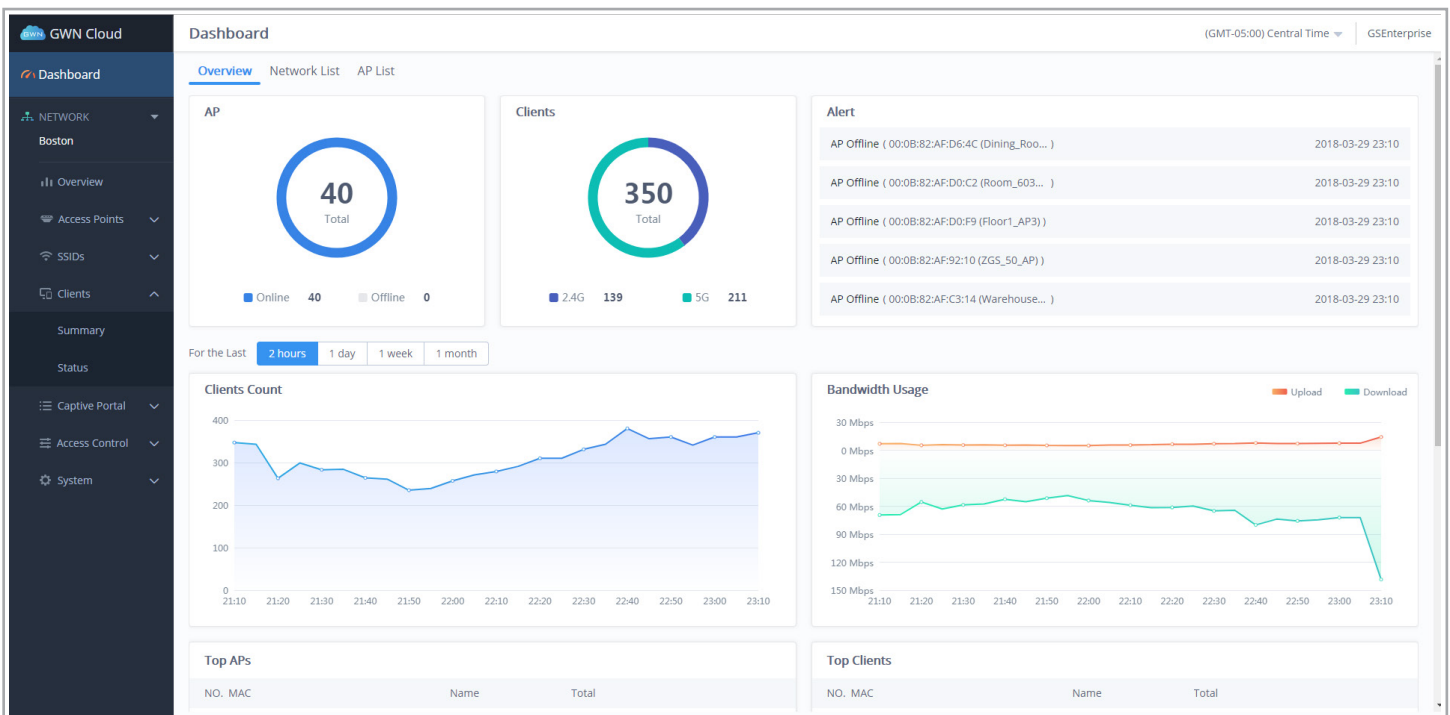 GWN GWN Cloud
Dashboard
(GMT-05:00) Central Time
GSEnterprise
Dashboard
NETWORK
Boston
Overview
Access Points
SSIDs
Clients
Summary
Status
Captive Portal
Access Control
System
Overview Network List AP List
AP
40
Total
Online 40 Offline 0
Clients
350
Total
2.4G 139 5G 211
Alert
AP Offline ( 00:0B:82:AF:D6:4C (Dining_Roo... ) 2018-03-29 23:10
AP Offline ( 00:0B:82:AF:D0:C2 (Room_603... ) 2018-03-29 23:10
AP Offline ( 00:0B:82:AF:D0:F9 (Floor1_AP3) ) 2018-03-29 23:10
AP Offline ( 00:0B:82:AF:92:10 (ZGS_50_AP) ) 2018-03-29 23:10
AP Offline ( 00:0B:82:AF:C3:14 (Warehouse... ) 2018-03-29 23:10
For the Last 2 hours 1 day 1 week 1 month
Clients Count
400
300
200
100
0
21:10 21:20 21:30 21:40 21:50 22:00 22:10 22:20 22:30 22:40 22:50 23:00 23:10
Bandwidth Usage
Upload Download
30 Mbps
0 Mbps
30 Mbps
60 Mbps
90 Mbps
120 Mbps
150 Mbps
21:10 21:20 21:30 21:40 21:50 22:00 22:10 22:20 22:30 22:40 22:50 23:00 23:10
Top APs
NO. MAC Name Total
Top Clients
NO. MAC Name Total